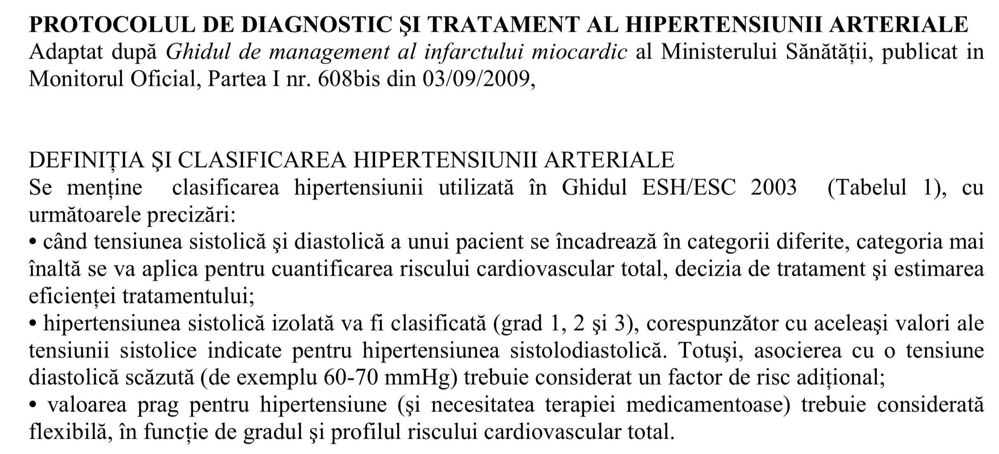 PROTOCOLUL DE DIAGNOSTIC ŞI TRATAMENT AL HIPERTENSIUNII ARTERIALE
Adaptat după Ghidul de management al infarctului miocardic al Ministerului Sănătății, publicat in
Monitorul Oficial, Partea I nr. 608bis din 03/09/2009,
DEFINIȚIA ŞI CLASIFICAREA HIPERTENSIUNII ARTERIALE
Se menține clasificarea hipertensiunii utilizată în Ghidul ESH/ESC 2003 (Tabelul 1), cu
următoarele precizări:
• când tensiunea sistolică şi diastolică a unui pacient se încadrează în categorii diferite, categoria mai
înaltă se va aplica pentru cuantificarea riscului cardiovascular total, decizia de tratament şi estimarea
eficienței tratamentului;
• hipertensiunea sistolică izolată va fi clasificată (grad 1, 2 şi 3), corespunzător cu aceleaşi valori ale
tensiunii sistolice indicate pentru hipertensiunea sistolodiastolică. Totuşi, asocierea cu o tensiune
diastolică scăzută (de exemplu 60-70 mmHg) trebuie considerat un factor de risc adițional;
• valoarea prag pentru hipertensiune (şi necesitatea terapiei medicamentoase) trebuie considerată
flexibilă, în funcție de gradul şi profilul riscului cardiovascular total.